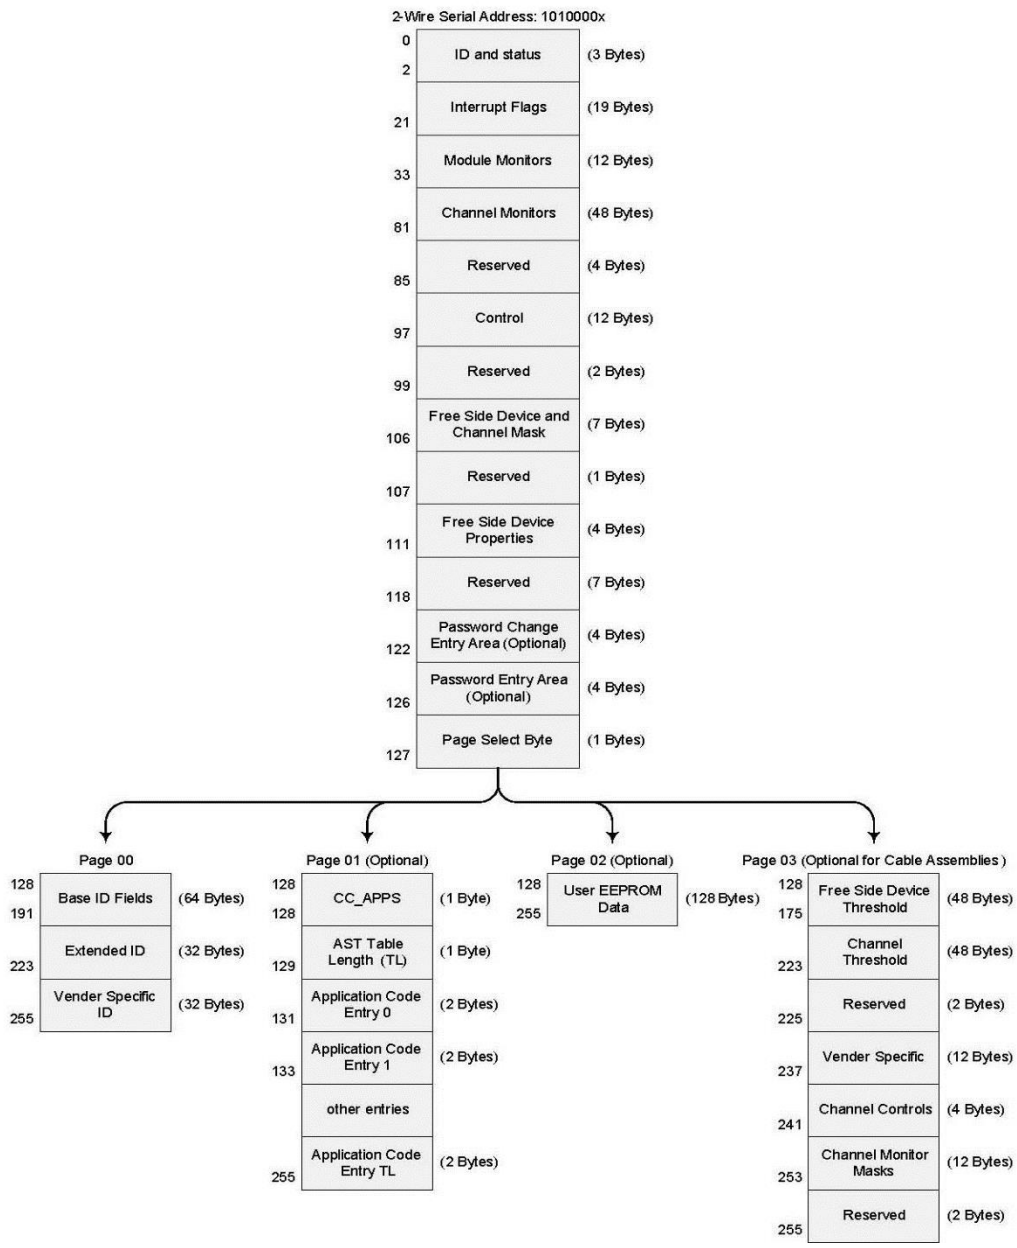 2-Wire Serial Address: 1010000x
0
ID and status (3 Bytes)
2
Interrupt Flags (19 Bytes)
21
Module Monitors (12 Bytes)
33
Channel Monitors (48 Bytes)
81
Reserved (4 Bytes)
85
Control (12 Bytes)
97
Reserved (2 Bytes)
99
Free Side Device and
Channel Mask (7 Bytes)
106
Reserved (1 Bytes)
107
Free Side Device
Properties (4 Bytes)
111
Reserved (7 Bytes)
118
Password Change
Entry Area (Optional) (4 Bytes)
122
Password Entry Area
(Optional) (4 Bytes)
126
Page Select Byte (1 Bytes)
127
Page 00
128
Base ID Fields (64 Bytes)
191
Extended ID (32 Bytes)
223
Vender Specific
ID (32 Bytes)
255
Page 01 (Optional)
128
CC_APPS (1 Byte)
128
AST Table
Length (TL) (1 Byte)
129
Application Code
Entry 0 (2 Bytes)
131
Application Code
Entry 1 (2 Bytes)
133
other entries
Application Code
Entry TL (2 Bytes)
255
Page 02 (Optional)
128
User EEPROM
Data (128 Bytes)
255
Page 03 (Optional for Cable Assemblies )
128
Free Side Device
Threshold (48 Bytes)
175
Channel
Threshold (48 Bytes)
223
Reserved (2 Bytes)
225
Vender Specific (12 Bytes)
237
Channel Controls (4 Bytes)
241
Channel Monitor
Masks (12 Bytes)
253
Reserved (2 Bytes)
255